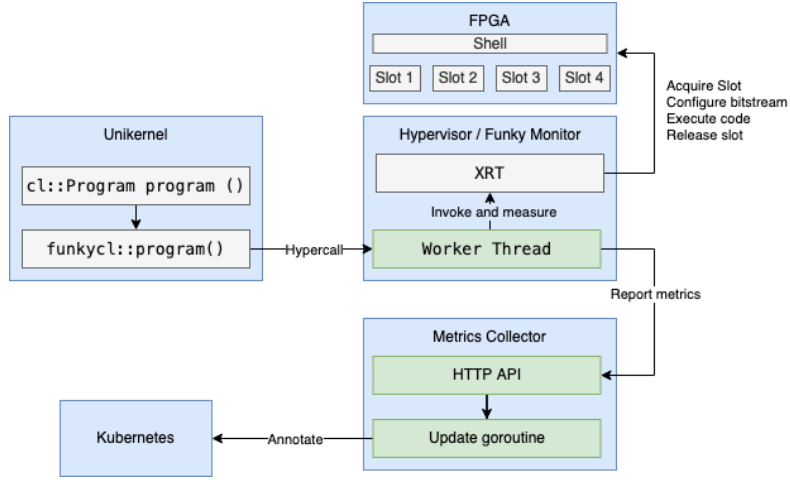 FPGA
Shell
Slot 1
Slot 2
Slot 3
Slot 4
Acquire Slot
Configure bitstream
Execute code
Release slot
Unikernel
cl::Program program ()
funkycl::program()
Hypercall
Hypervisor / Funky Monitor
XRT
Invoke and measure
Worker Thread
Report metrics
Metrics Collector
HTTP API
Update goroutine
Annotate
Kubernetes